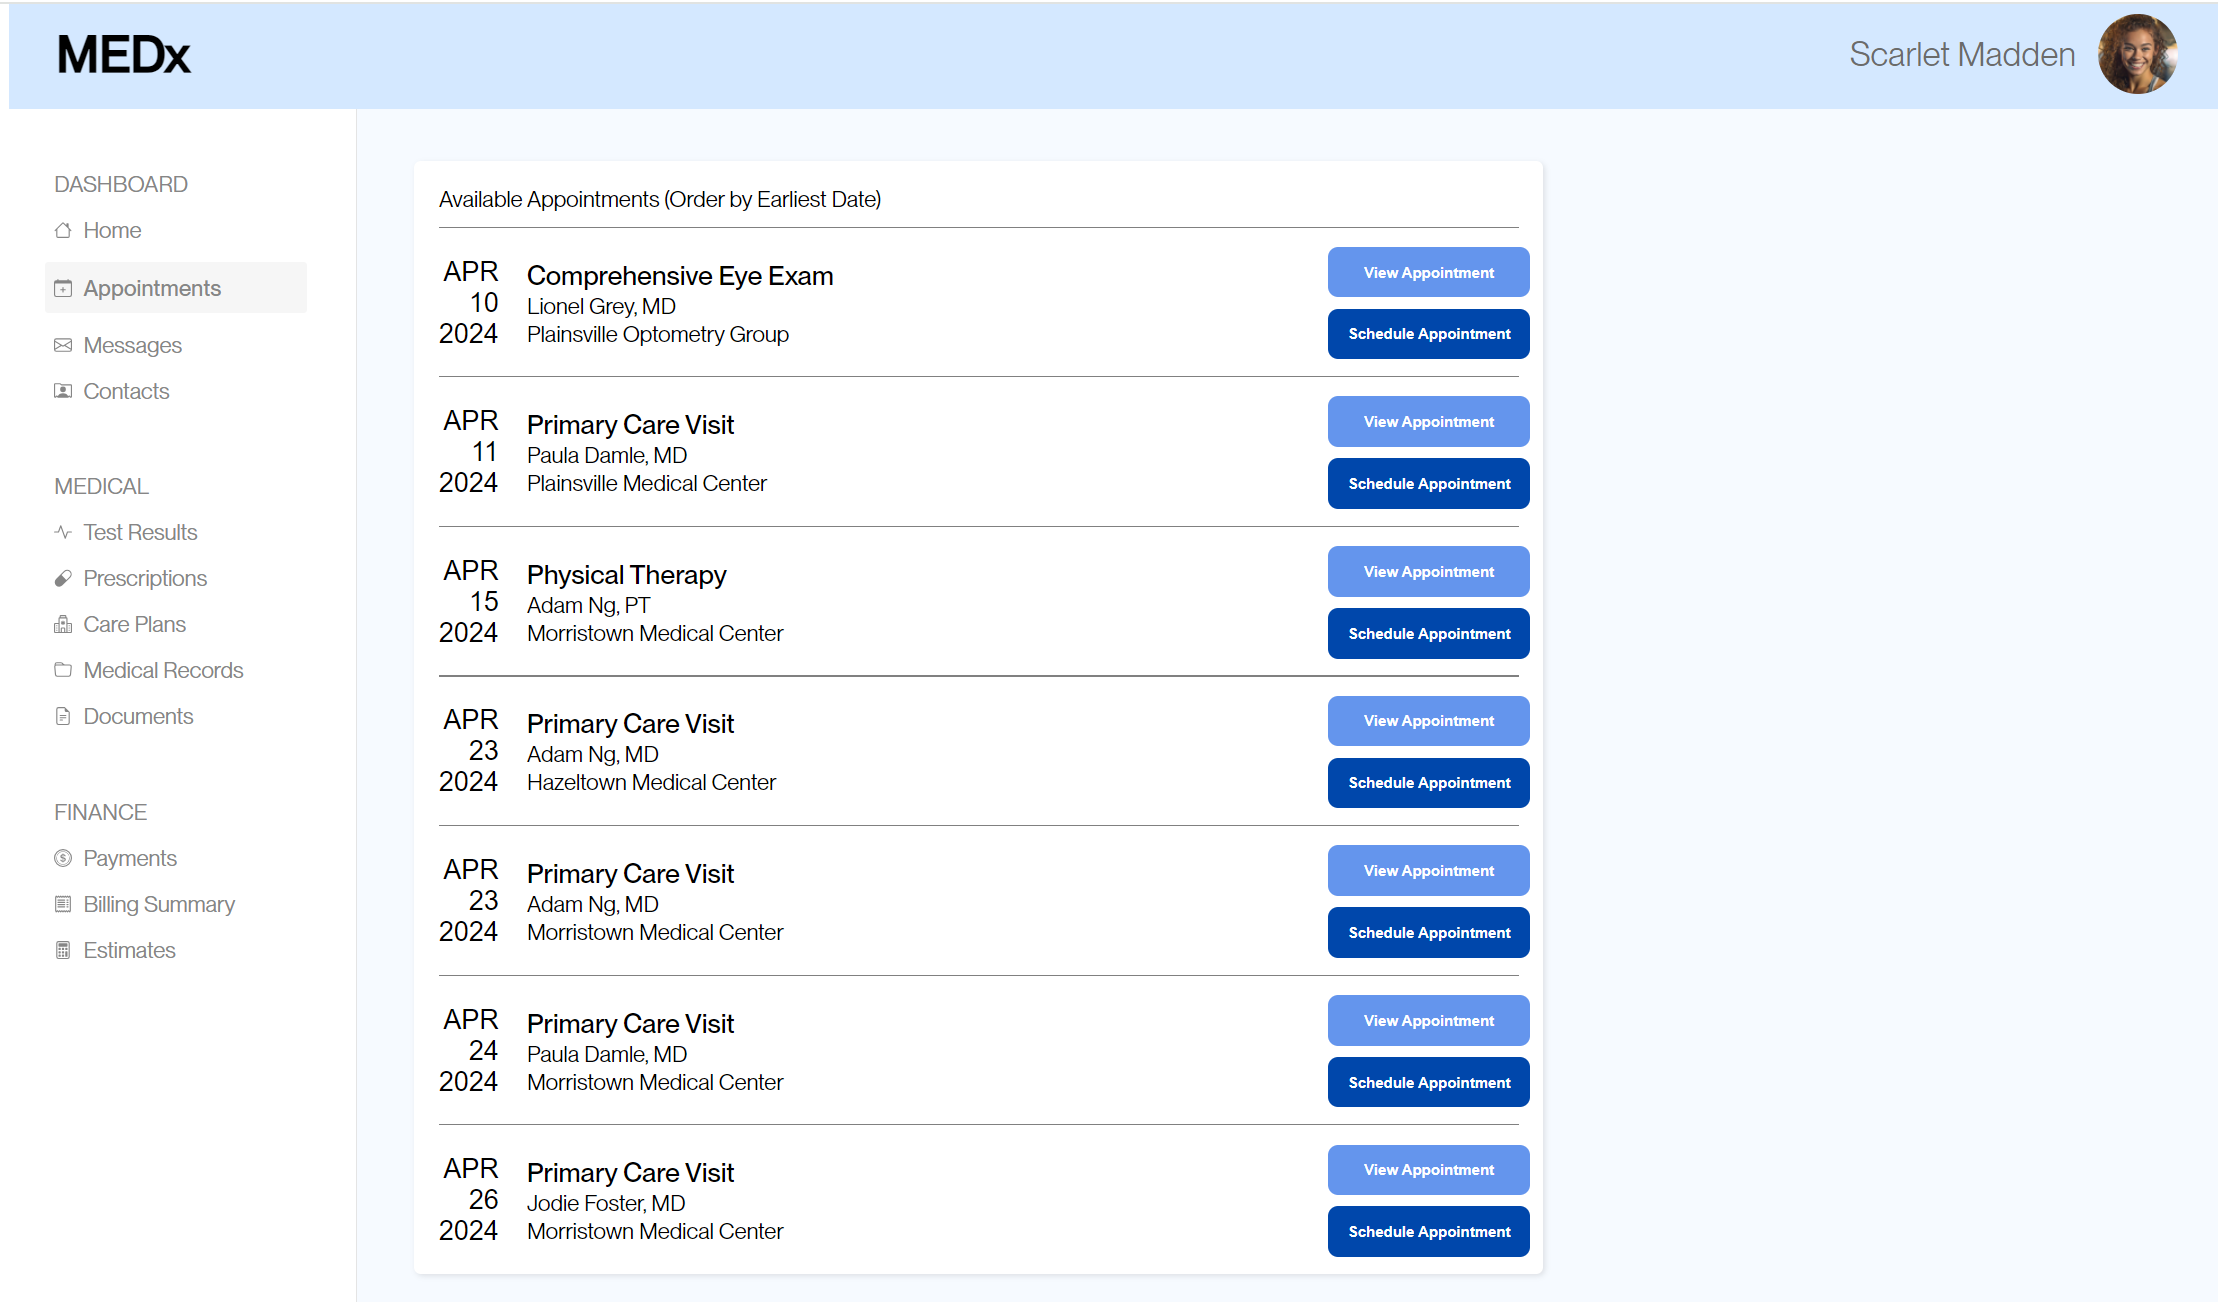 MEDx
Scarlet Madden
DASHBOARD
Home
Appointments
Messages
Contacts
MEDICAL
Test Results
Prescriptions
Care Plans
Medical Records
Documents
FINANCE
Payments
Billing Summary
Estimates
Available Appointments (Order by Earliest Date)
APR
10
2024
Comprehensive Eye Exam
Lionel Grey, MD
Plainsville Optometry Group
View Appointment
Schedule Appointment
APR
11
2024
Primary Care Visit
Paula Damle, MD
Plainsville Medical Center
View Appointment
Schedule Appointment
APR
15
2024
Physical Therapy
Adam Ng, PT
Morristown Medical Center
View Appointment
Schedule Appointment
APR
23
2024
Primary Care Visit
Adam Ng, MD
Hazeltown Medical Center
View Appointment
Schedule Appointment
APR
23
2024
Primary Care Visit
Adam Ng, MD
Morristown Medical Center
View Appointment
Schedule Appointment
APR
24
2024
Primary Care Visit
Paula Damle, MD
Morristown Medical Center
View Appointment
Schedule Appointment
APR
26
2024
Primary Care Visit
Jodie Foster, MD
Morristown Medical Center
View Appointment
Schedule Appointment